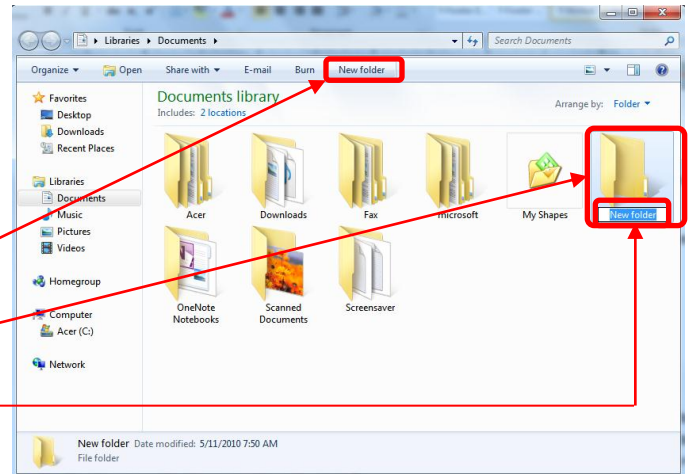 Libraries Documents
Search Documents
Organize Open Share with E-mail Burn New folder
Favorites
Desktop
Downloads
Recent Places
Libraries
Documents
Music
Pictures
Videos
Homegroup
Computer
Acer (C:)
Network
Documents library
Includes: 2 locations
Arrange by: Folder
Acer
Downloads
Fax
microsoft
My Shapes
New folder
OneNote
Notebooks
Scanned
Documents
Screensaver
New folder Date modified: 5/11/2010 7:50 AM
File folder